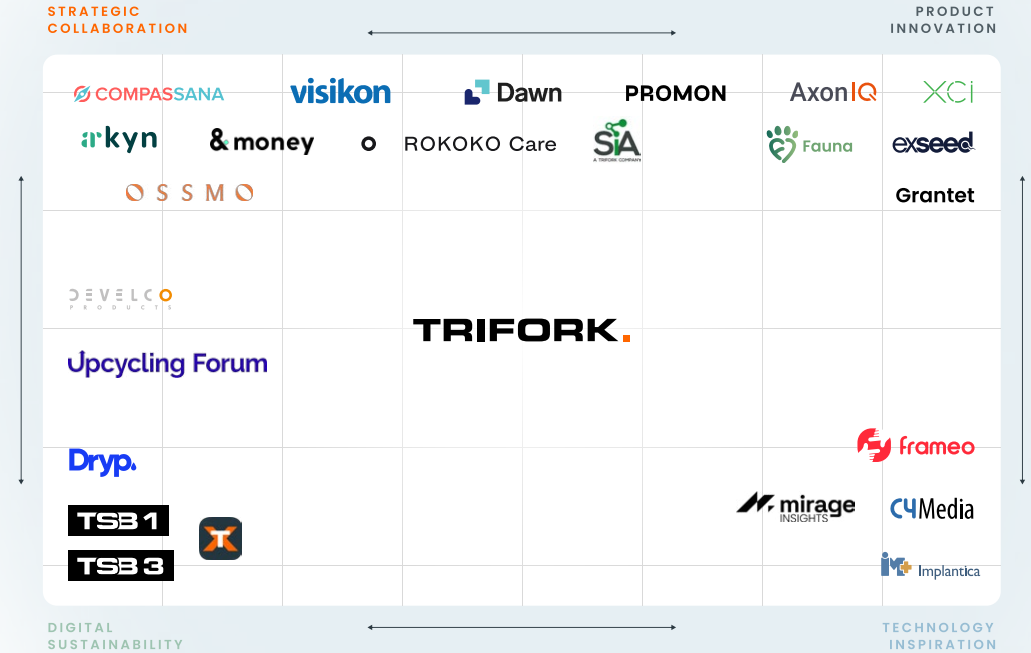 STRATEGIC
COLLABORATION
PRODUCT
INNOVATION
COMPASSANA
visikon
Dawn
PROMON
AxonIQ
XCi
arkyn
& money
ROKOKO Care
SiA
A TRIFORK COMPANY
Fauna
exseed
OSSMO
Grantet
DEVELCO
PRODUCTS
TRIFORK.
Upcycling Forum
frameo
Dryp.
mirage
INSIGHTS
C4Media
TSB 1
TSB 3
T
im+
Implantica
DIGITAL
SUSTAINABILITY
TECHNOLOGY
INSPIRATION